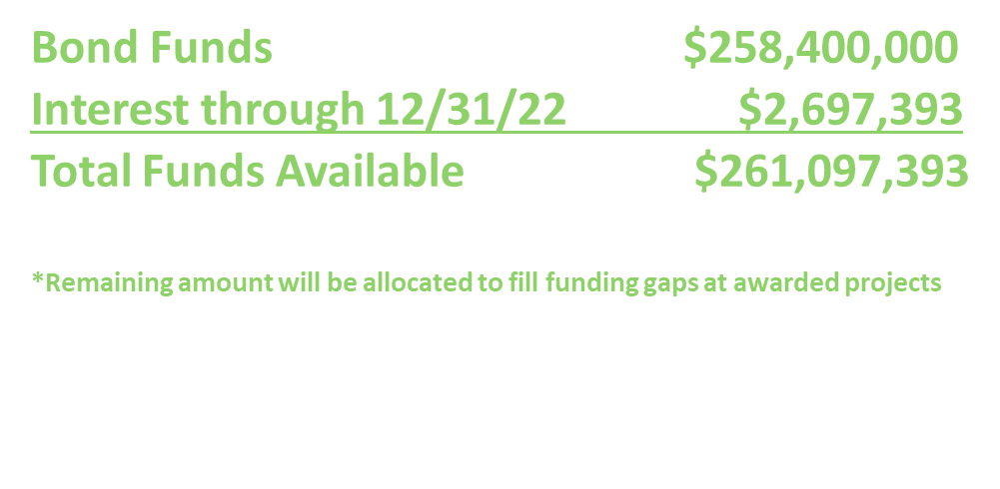 Bond Funds $258,400,000
Interest through 12/31/22 $2,697,393
Total Funds Available $261,097,393
*Remaining amount will be allocated to fill funding gaps at awarded projects